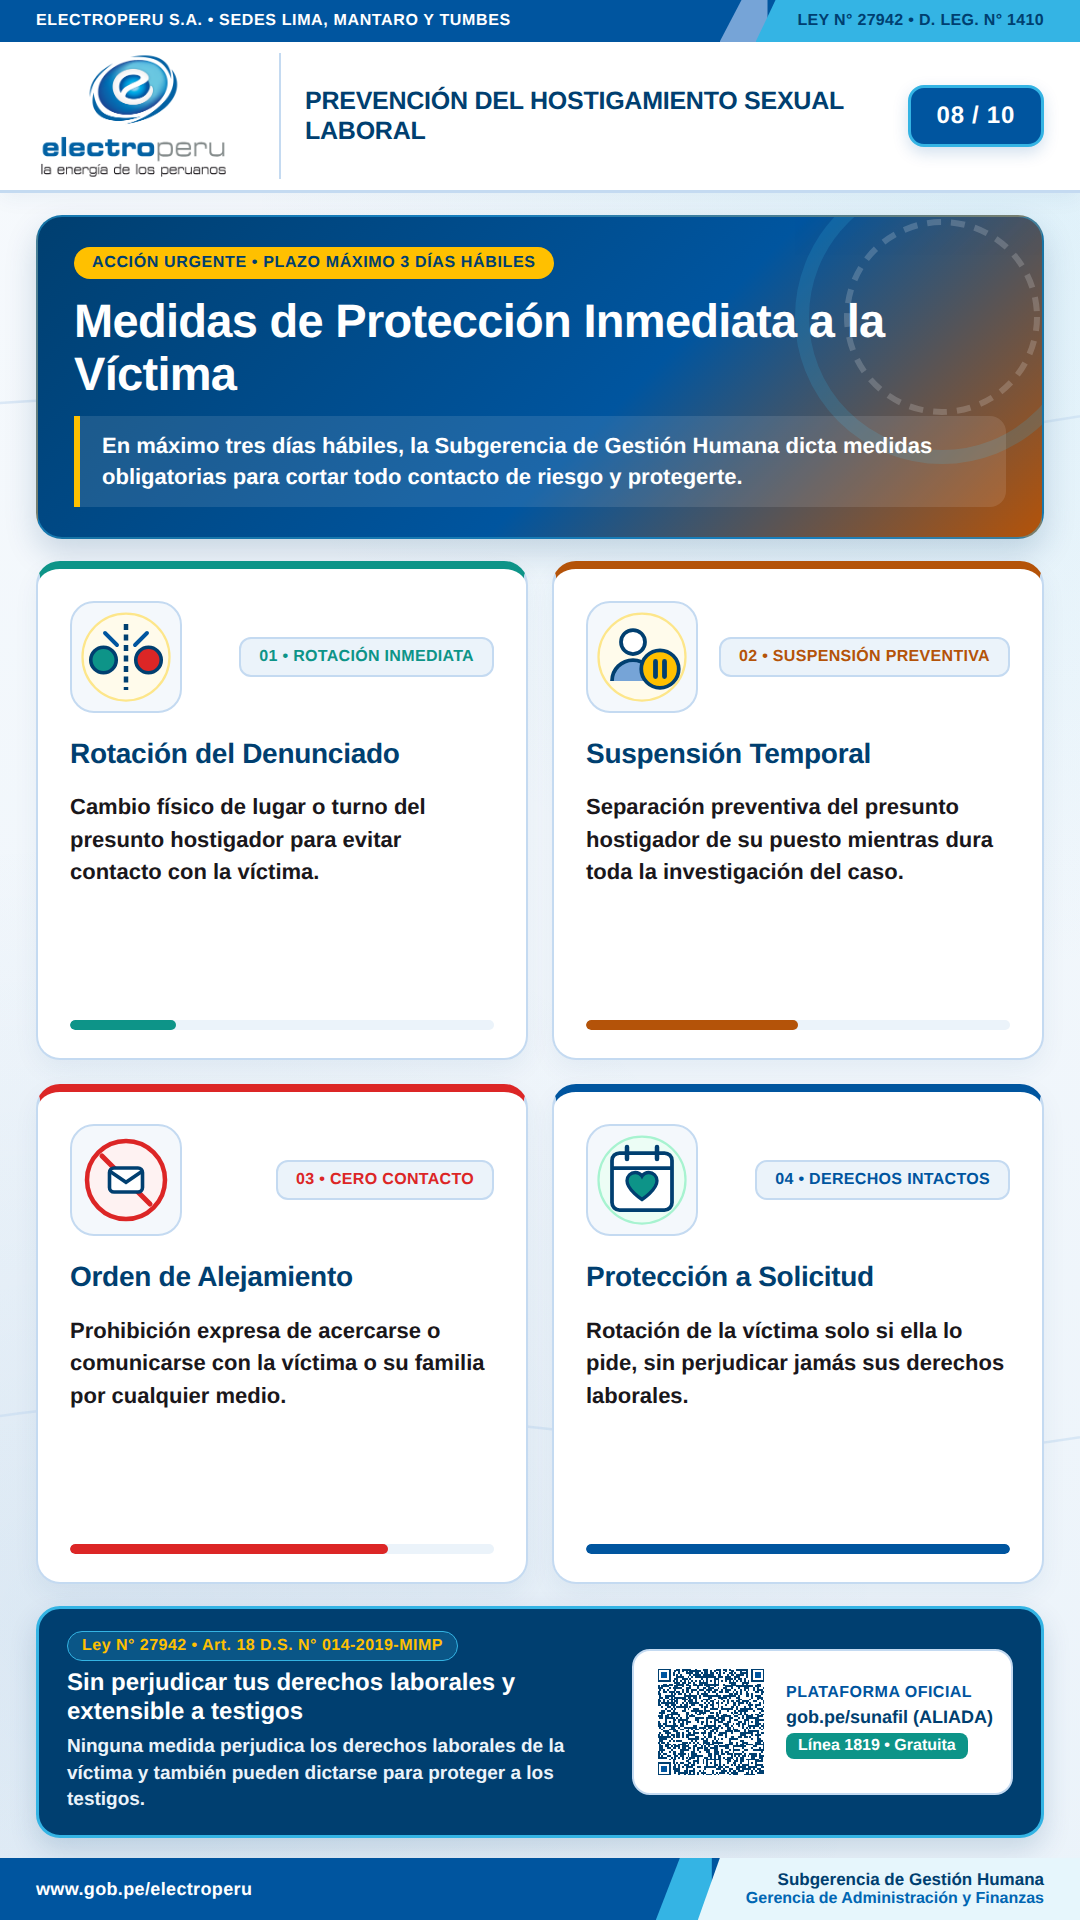 ELECTROPERU S.A. • SEDES LIMA, MANTARO Y TUMBES
LEY N° 27942 • D. LEG. N° 1410
electroperu
la energía de los peruanos
PREVENCIÓN DEL HOSTIGAMIENTO SEXUAL
LABORAL
08 / 10
ACCIÓN URGENTE • PLAZO MÁXIMO 3 DÍAS HÁBILES
Medidas de Protección Inmediata a la
Víctima
En máximo tres días hábiles, la Subgerencia de Gestión Humana dicta medidas
obligatorias para cortar todo contacto de riesgo y protegerte.
01 • ROTACIÓN INMEDIATA
Rotación del Denunciado
Cambio físico de lugar o turno del
presunto hostigador para evitar
contacto con la víctima.
02 • SUSPENSIÓN PREVENTIVA
Suspensión Temporal
Separación preventiva del presunto
hostigador de su puesto mientras dura
toda la investigación del caso.
03 • CERO CONTACTO
Orden de Alejamiento
Prohibición expresa de acercarse o
comunicarse con la víctima o su familia
por cualquier medio.
04 • DERECHOS INTACTOS
Protección a Solicitud
Rotación de la víctima solo si ella lo
pide, sin perjudicar jamás sus derechos
laborales.
Ley N° 27942 • Art. 18 D.S. N° 014-2019-MIMP
Sin perjudicar tus derechos laborales y
extensible a testigos
Ninguna medida perjudica los derechos laborales de la
víctima y también pueden dictarse para proteger a los
testigos.
PLATAFORMA OFICIAL
gob.pe/sunafil (ALIADA)
Línea 1819 • Gratuita
www.gob.pe/electroperu
Subgerencia de Gestión Humana
Gerencia de Administración y Finanzas